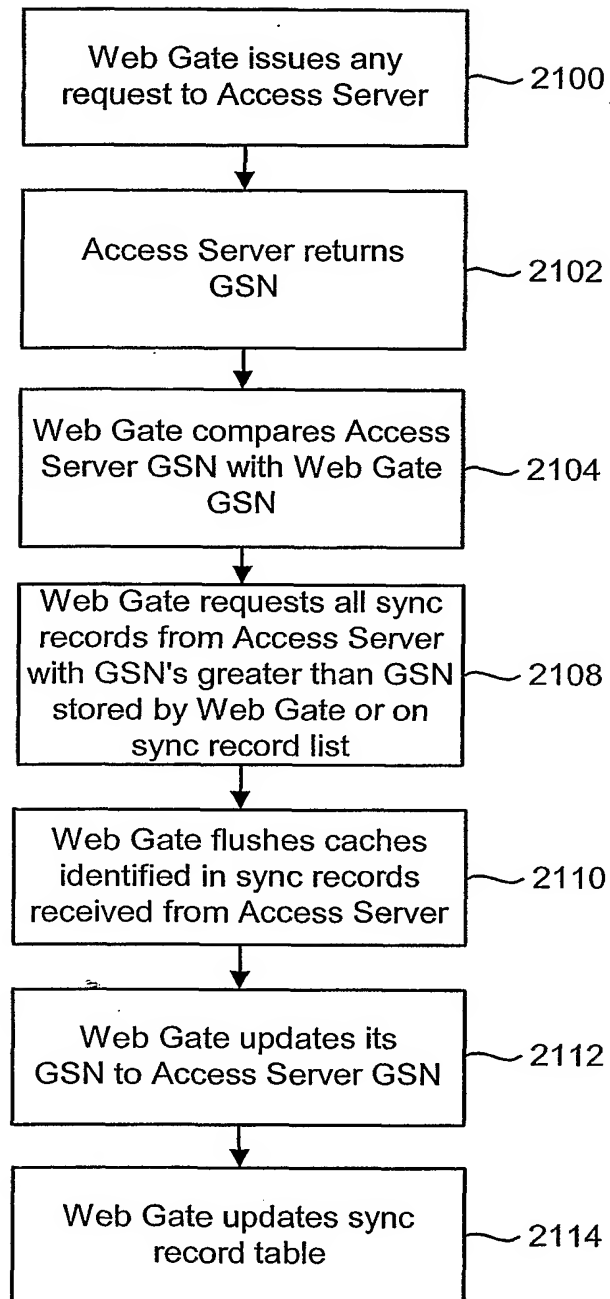 Web Gate issues any
request to Access Server
2100
Access Server returns
GSN
2102
Web Gate compares Access
Server GSN with Web Gate
GSN
2104
Web Gate requests all sync
records from Access Server
with GSN's greater than GSN
stored by Web Gate or on
sync record list
2108
Web Gate flushes caches
identified in sync records
received from Access Server
2110
Web Gate updates its
GSN to Access Server GSN
2112
Web Gate updates sync
record table
2114